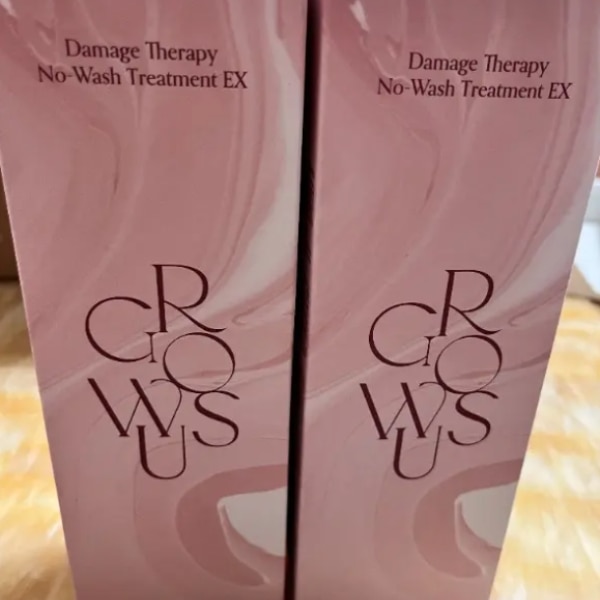 Damage Therapy
No-Wash Treatment EX
GROWUS
Damage Therapy
No-Wash Treatment EX
GROWUS